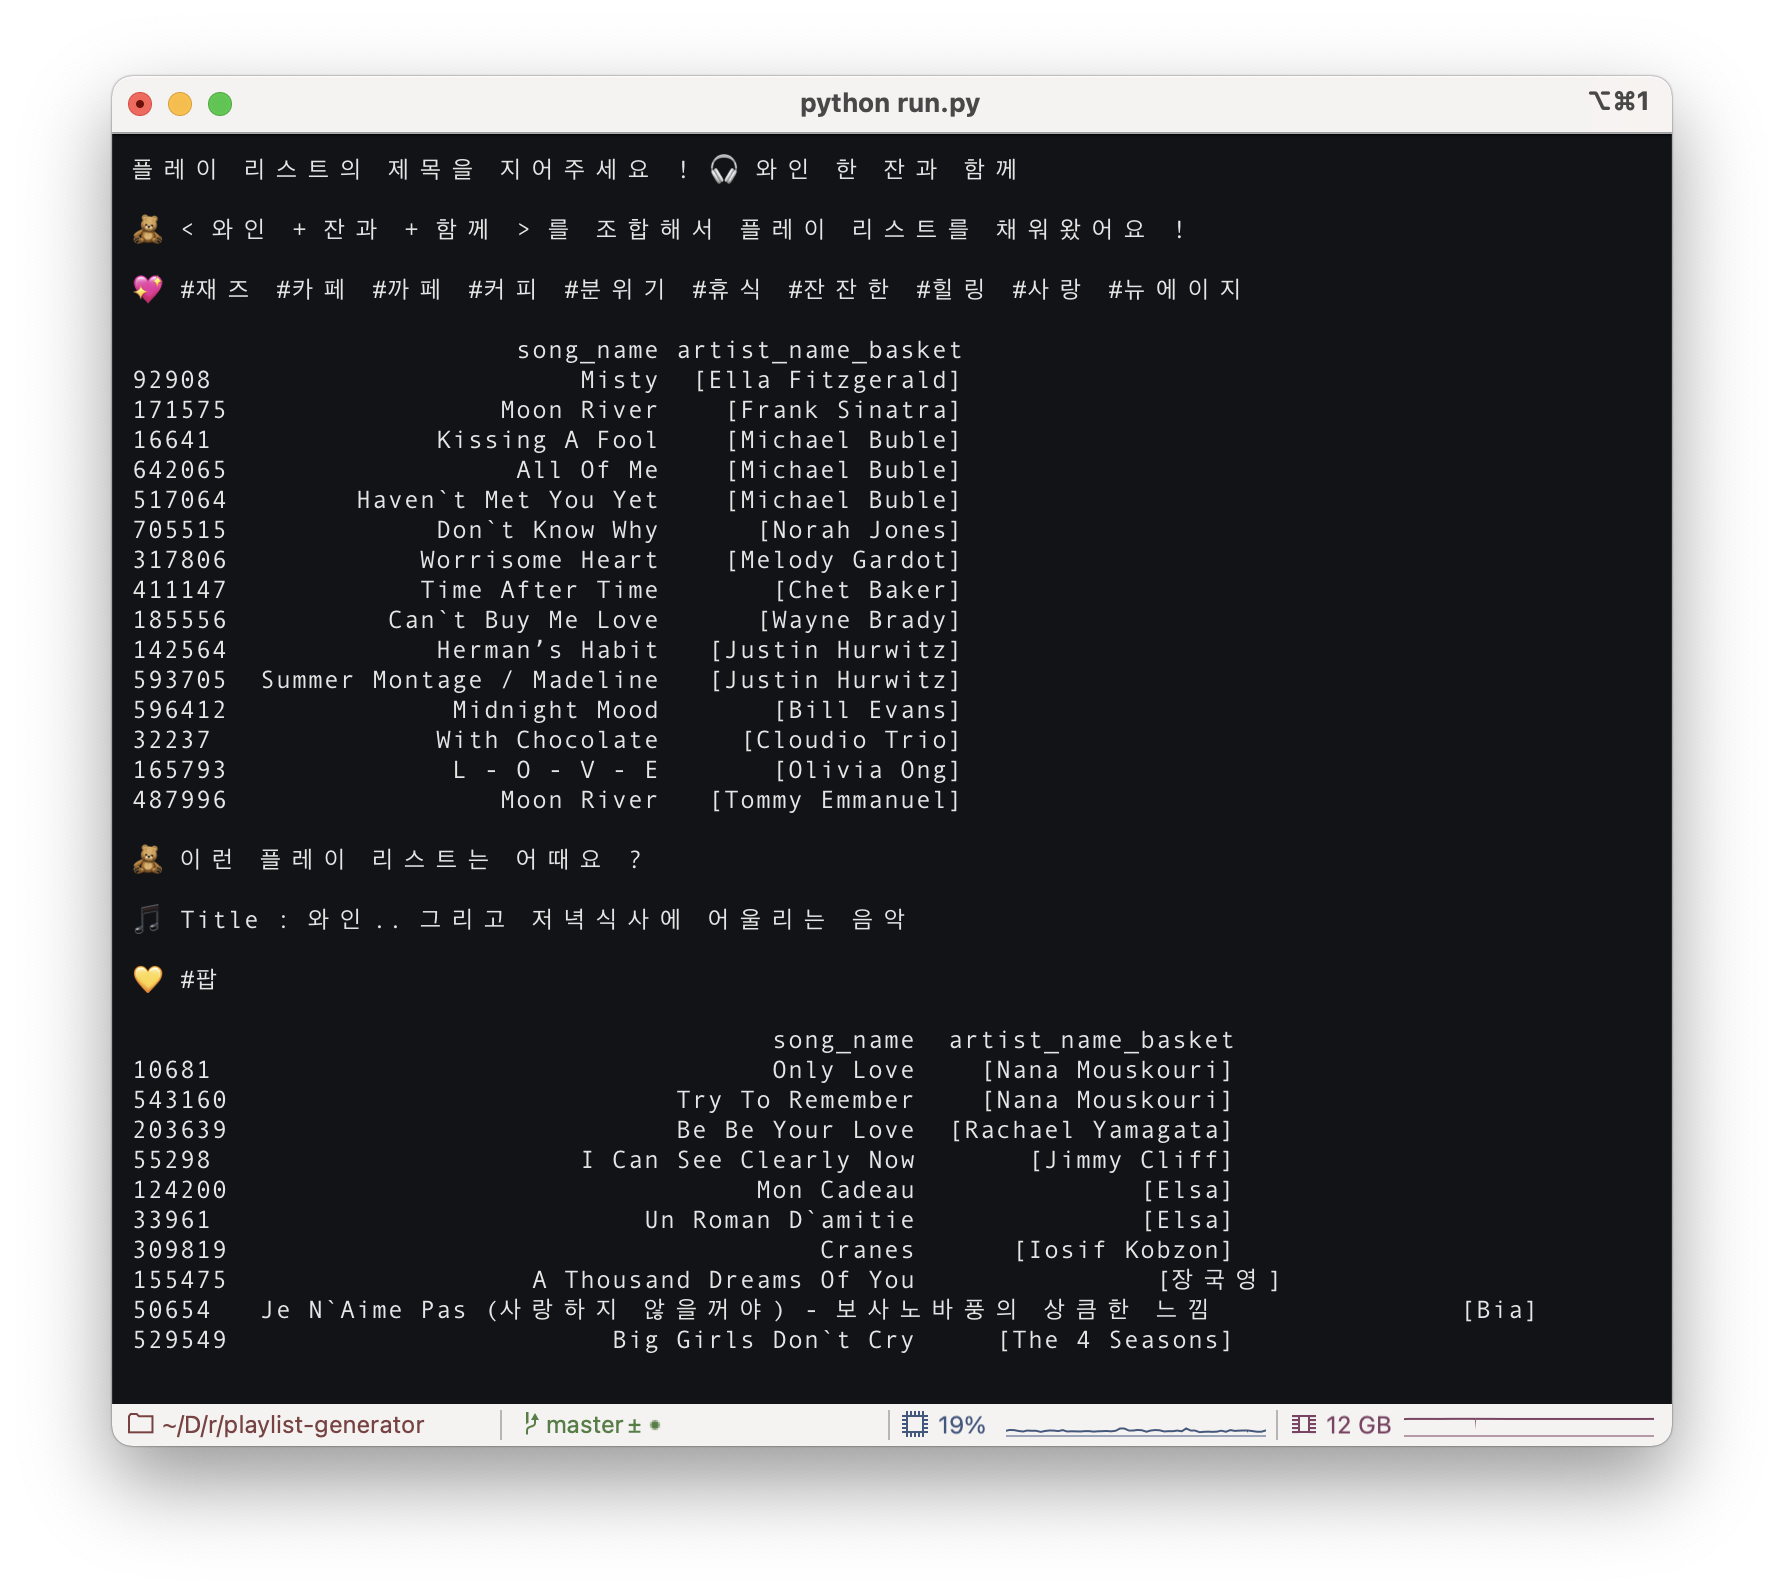 python run.py
⌥⌘1
플레이 리스트의 제목을 지어주세요 ! 🎧 와인 한 잔과 함께
🧸 < 와인 + 잔과 + 함께 > 를 조합해서 플레이 리스트를 채워왔어요 !
💖 #재즈 #카페 #까페 #커피 #분위기 #휴식 #잔잔한 #힐링 #사랑 #뉴에이지
song_name artist_name_basket
92908 Misty [Ella Fitzgerald]
171575 Moon River [Frank Sinatra]
16641 Kissing A Fool [Michael Buble]
642065 All Of Me [Michael Buble]
517064 Haven`t Met You Yet [Michael Buble]
705515 Don`t Know Why [Norah Jones]
317806 Worrisome Heart [Melody Gardot]
411147 Time After Time [Chet Baker]
185556 Can`t Buy Me Love [Wayne Brady]
142564 Herman’s Habit [Justin Hurwitz]
593705 Summer Montage / Madeline [Justin Hurwitz]
596412 Midnight Mood [Bill Evans]
32237 With Chocolate [Cloudio Trio]
165793 L - O - V - E [Olivia Ong]
487996 Moon River [Tommy Emmanuel]
🧸 이런 플레이 리스트는 어때요 ?
🎵 Title : 와인.. 그리고 저녁식사에 어울리는 음악
💛 #팝
song_name artist_name_basket
10681 Only Love [Nana Mouskouri]
543160 Try To Remember [Nana Mouskouri]
203639 Be Be Your Love [Rachael Yamagata]
55298 I Can See Clearly Now [Jimmy Cliff]
124200 Mon Cadeau [Elsa]
33961 Un Roman D`amitie [Elsa]
309819 Cranes [Iosif Kobzon]
155475 A Thousand Dreams Of You [장국영]
50654 Je N`Aime Pas (사랑하지 않을꺼야) - 보사노바풍의 상큼한 느낌 [Bia]
529549 Big Girls Don`t Cry [The 4 Seasons]
~/D/r/playlist-generator
master ± ●
19%
12 GB